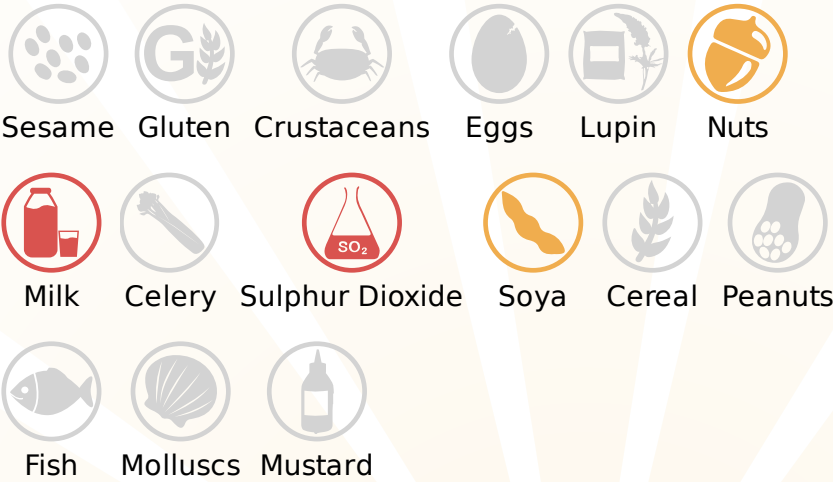 Sesame Gluten Crustaceans Eggs Lupin Nuts
SO₂
Milk Celery Sulphur Dioxide Soya Cereal Peanuts
Fish Molluscs Mustard